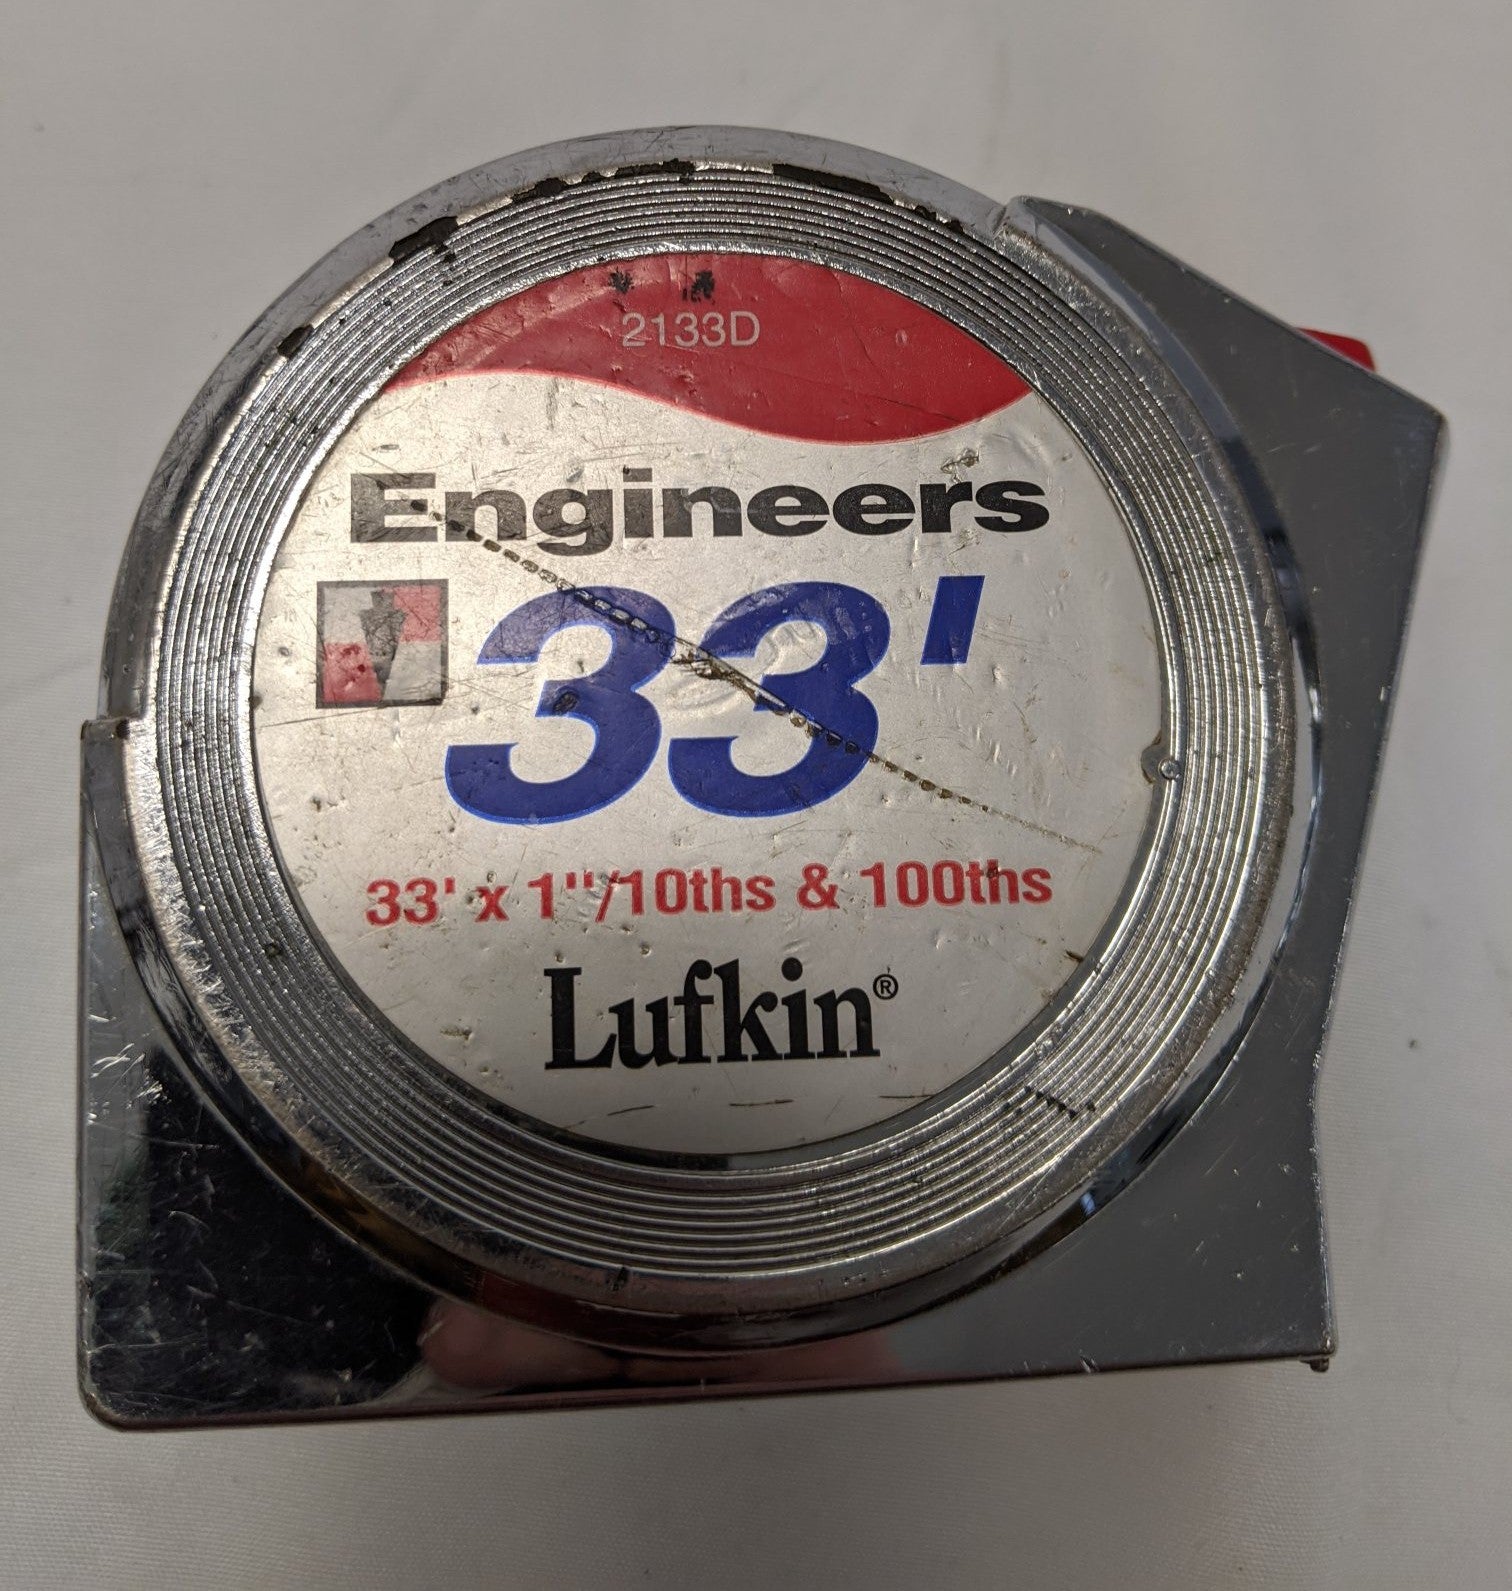 2133D
Engineers
33'
33' x 1"/10ths & 100ths
Lufkin®